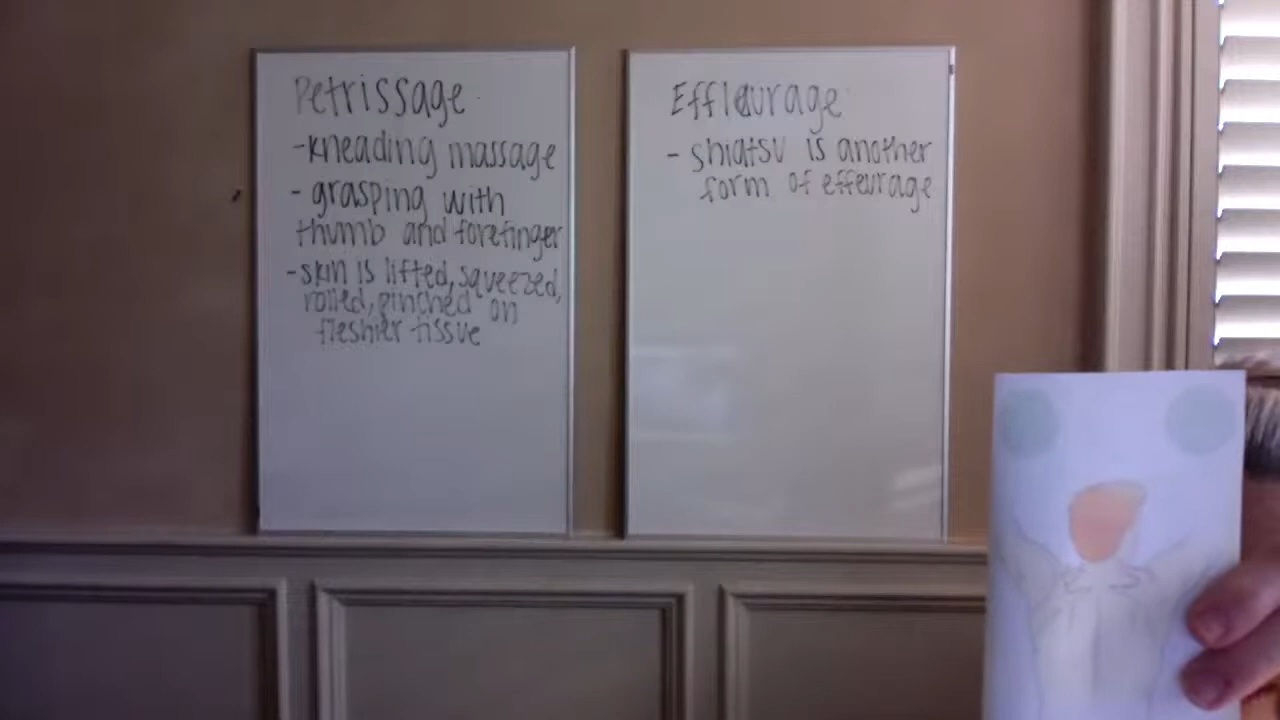 Petrissage
-kneading massage
- grasping with
thumb and forefinger
-skin is lifted, squeezed,
rolled, pinched on
fleshier tissue
Effleurage
- shiatsu is another
form of effeurage